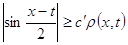 |sin (x−t)/2| ≥ c′ρ(x,t)